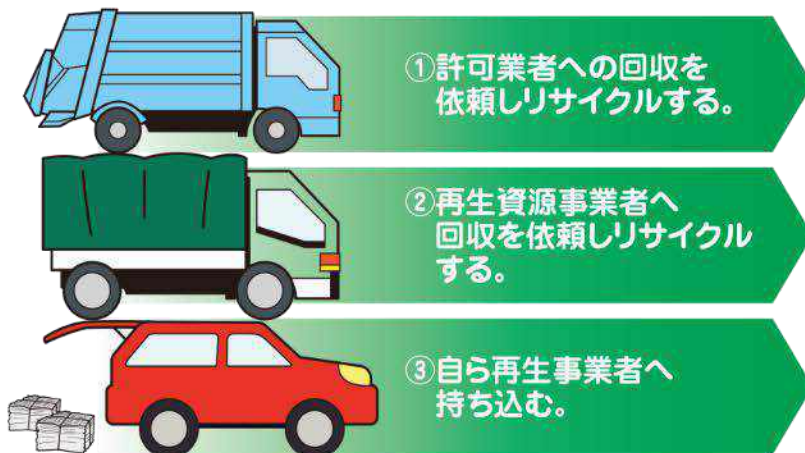 ①許可業者への回収を
依頼しリサイクルする。
②再生資源事業者へ
回収を依頼しリサイクル
する。
③自ら再生事業者へ
持ち込む。